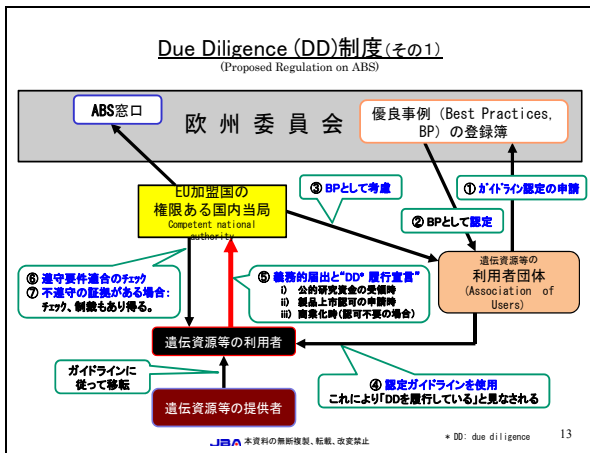 Due Diligence (DD)制度(その1)
(Proposed Regulation on ABS)
ABS窓口
欧州委員会
優良事例 (Best Practices,
BP) の登録簿
③ BPとして考慮
① ガイドライン認定の申請
② BPとして認定
EU加盟国の
権限ある国内当局
Competent national
authority
遺伝資源等の
利用者団体
(Association of
Users)
⑥ 遵守要件適合のチェック
⑦ 不遵守の証拠がある場合:
チェック、制裁もあり得る。
⑤ 義務的届出と"DD* 履行宣言"
i) 公的研究資金の受領時
ii) 製品上市認可の申請時
iii) 商業化時(認可不要の場合)
遺伝資源等の利用者
ガイドラインに
従って移転
④ 認定ガイドラインを使用
これにより「DDを履行している」と見なされる
遺伝資源等の提供者
JBA 本資料の無断複製、転載、改変禁止
* DD: due diligence
13